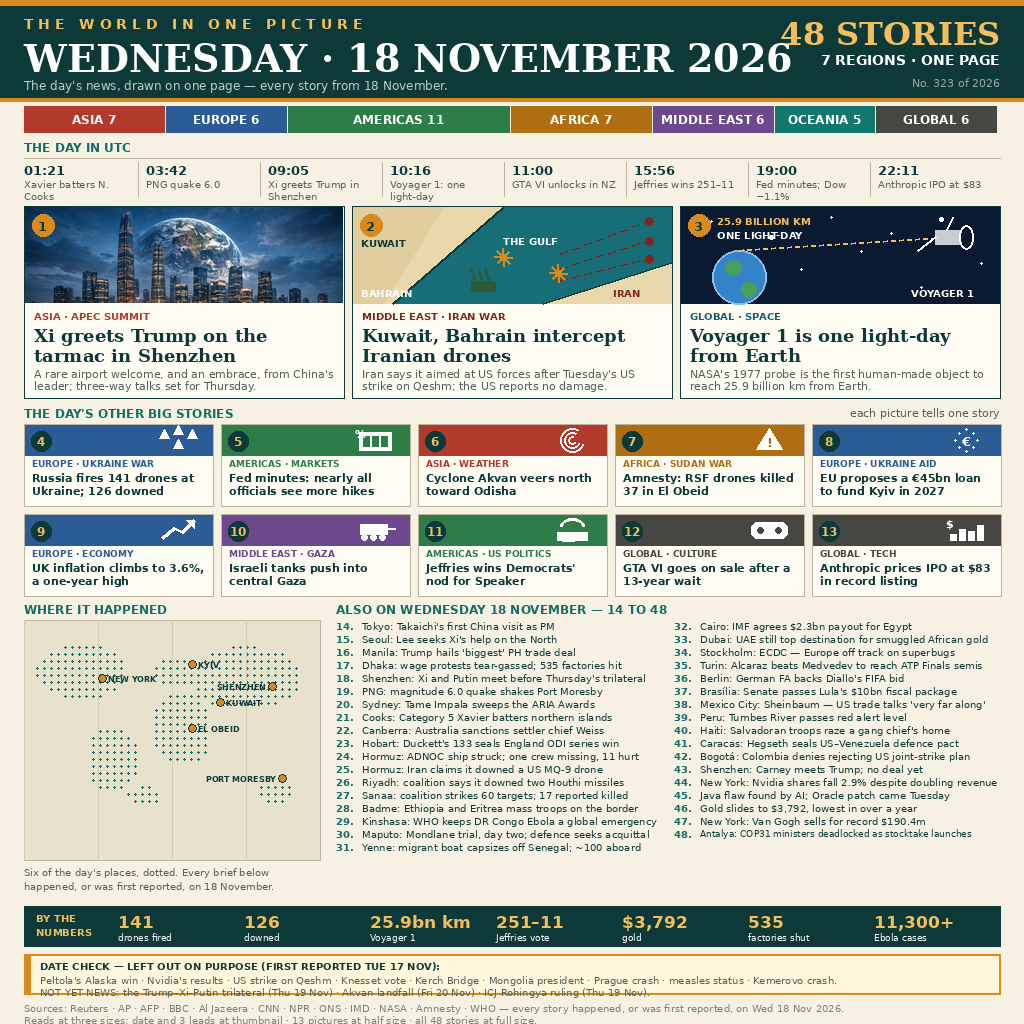 THE WORLD IN ONE PICTURE
WEDNESDAY · 18 NOVEMBER 2026
The day's news, drawn on one page — every story from 18 November.
48 STORIES
7 REGIONS · ONE PAGE
No. 323 of 2026
ASIA 7
EUROPE 6
AMERICAS 11
AFRICA 7
MIDDLE EAST 6
OCEANIA 5
GLOBAL 6
THE DAY IN UTC
01:21
Xavier batters N.
Cooks
03:42
PNG quake 6.0
09:05
Xi greets Trump in
Shenzhen
10:16
Voyager 1: one
light-day
11:00
GTA VI unlocks in NZ
15:56
Jeffries wins 251–11
19:00
Fed minutes; Dow
−1.1%
22:11
Anthropic IPO at $83
1
ASIA · APEC SUMMIT
Xi greets Trump on the
tarmac in Shenzhen
A rare airport welcome, and an embrace, from China's
leader; three-way talks set for Thursday.
2
KUWAIT
THE GULF
BAHRAIN
IRAN
MIDDLE EAST · IRAN WAR
Kuwait, Bahrain intercept
Iranian drones
Iran says it aimed at US forces after Tuesday's US
strike on Qeshm; the US reports no damage.
3
25.9 BILLION KM
ONE LIGHT-DAY
VOYAGER 1
GLOBAL · SPACE
Voyager 1 is one light-day
from Earth
NASA's 1977 probe is the first human-made object to
reach 25.9 billion km from Earth.
THE DAY'S OTHER BIG STORIES
each picture tells one story
4
EUROPE · UKRAINE WAR
Russia fires 141 drones at
Ukraine; 126 downed
5
%
AMERICAS · MARKETS
Fed minutes: nearly all
officials see more hikes
6
ASIA · WEATHER
Cyclone Akvan veers north
toward Odisha
7
!
AFRICA · SUDAN WAR
Amnesty: RSF drones killed
37 in El Obeid
8
€
EUROPE · UKRAINE AID
EU proposes a €45bn loan
to fund Kyiv in 2027
9
EUROPE · ECONOMY
UK inflation climbs to 3.6%,
a one-year high
10
MIDDLE EAST · GAZA
Israeli tanks push into
central Gaza
11
AMERICAS · US POLITICS
Jeffries wins Democrats'
nod for Speaker
12
GLOBAL · CULTURE
GTA VI goes on sale after a
13-year wait
13
$
GLOBAL · TECH
Anthropic prices IPO at $83
in record listing
WHERE IT HAPPENED
KYIV
NEW YORK
SHENZHEN
KUWAIT
EL OBEID
PORT MORESBY
Six of the day's places, dotted. Every brief below
happened, or was first reported, on 18 November.
ALSO ON WEDNESDAY 18 NOVEMBER — 14 TO 48
14. Tokyo: Takaichi's first China visit as PM
15. Seoul: Lee seeks Xi's help on the North
16. Manila: Trump hails 'biggest' PH trade deal
17. Dhaka: wage protests tear-gassed; 535 factories hit
18. Shenzhen: Xi and Putin meet before Thursday's trilateral
19. PNG: magnitude 6.0 quake shakes Port Moresby
20. Sydney: Tame Impala sweeps the ARIA Awards
21. Cooks: Category 5 Xavier batters northern islands
22. Canberra: Australia sanctions settler chief Weiss
23. Hobart: Duckett's 133 seals England ODI series win
24. Hormuz: ADNOC ship struck; one crew missing, 11 hurt
25. Hormuz: Iran claims it downed a US MQ-9 drone
26. Riyadh: coalition says it downed two Houthi missiles
27. Sanaa: coalition strikes 60 targets; 17 reported killed
28. Badme: Ethiopia and Eritrea mass troops on the border
29. Kinshasa: WHO keeps DR Congo Ebola a global emergency
30. Maputo: Mondlane trial, day two; defence seeks acquittal
31. Yenne: migrant boat capsizes off Senegal; ~100 aboard
32. Cairo: IMF agrees $2.3bn payout for Egypt
33. Dubai: UAE still top destination for smuggled African gold
34. Stockholm: ECDC — Europe off track on superbugs
35. Turin: Alcaraz beats Medvedev to reach ATP Finals semis
36. Berlin: German FA backs Diallo's FIFA bid
37. Brasília: Senate passes Lula's $10bn fiscal package
38. Mexico City: Sheinbaum — US trade talks 'very far along'
39. Peru: Tumbes River passes red alert level
40. Haiti: Salvadoran troops raze a gang chief's home
41. Caracas: Hegseth seals US–Venezuela defence pact
42. Bogotá: Colombia denies rejecting US joint-strike plan
43. Shenzhen: Carney meets Trump; no deal yet
44. New York: Nvidia shares fall 2.9% despite doubling revenue
45. Java flaw found by AI; Oracle patch came Tuesday
46. Gold slides to $3,792, lowest in over a year
47. New York: Van Gogh sells for record $190.4m
48. Antalya: COP31 ministers deadlocked as stocktake launches
BY THE
NUMBERS
141
drones fired
126
downed
25.9bn km
Voyager 1
251–11
Jeffries vote
$3,792
gold
535
factories shut
11,300+
Ebola cases
DATE CHECK — LEFT OUT ON PURPOSE (FIRST REPORTED TUE 17 NOV):
Peltola's Alaska win · Nvidia's results · US strike on Qeshm · Knesset vote · Kerch Bridge · Mongolia president · Prague crash · measles status · Kemerovo crash.
NOT YET NEWS: the Trump–Xi-Putin trilateral (Thu 19 Nov) · Akvan landfall (Fri 20 Nov) · ICJ Rohingya ruling (Thu 19 Nov).
Sources: Reuters · AP · AFP · BBC · Al Jazeera · CNN · NPR · ONS · IMD · NASA · Amnesty · WHO — every story happened, or was first reported, on Wed 18 Nov 2026.
Reads at three sizes: date and 3 leads at thumbnail · 13 pictures at half size · all 48 stories at full size.